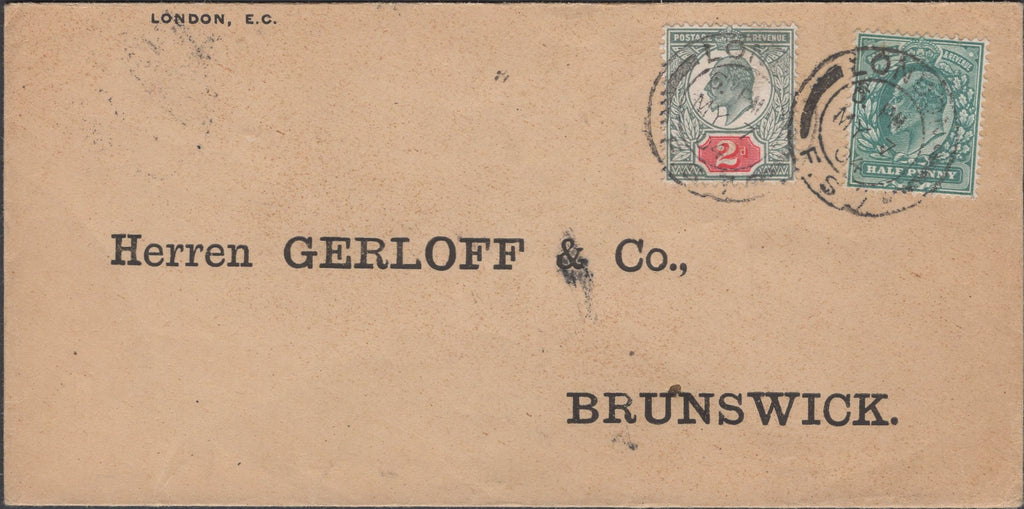 LONDON, E.C.
POSTAGE & REVENUE
2d
HALF PENNY
Herren GERLOFF & Co.,
BRUNSWICK.